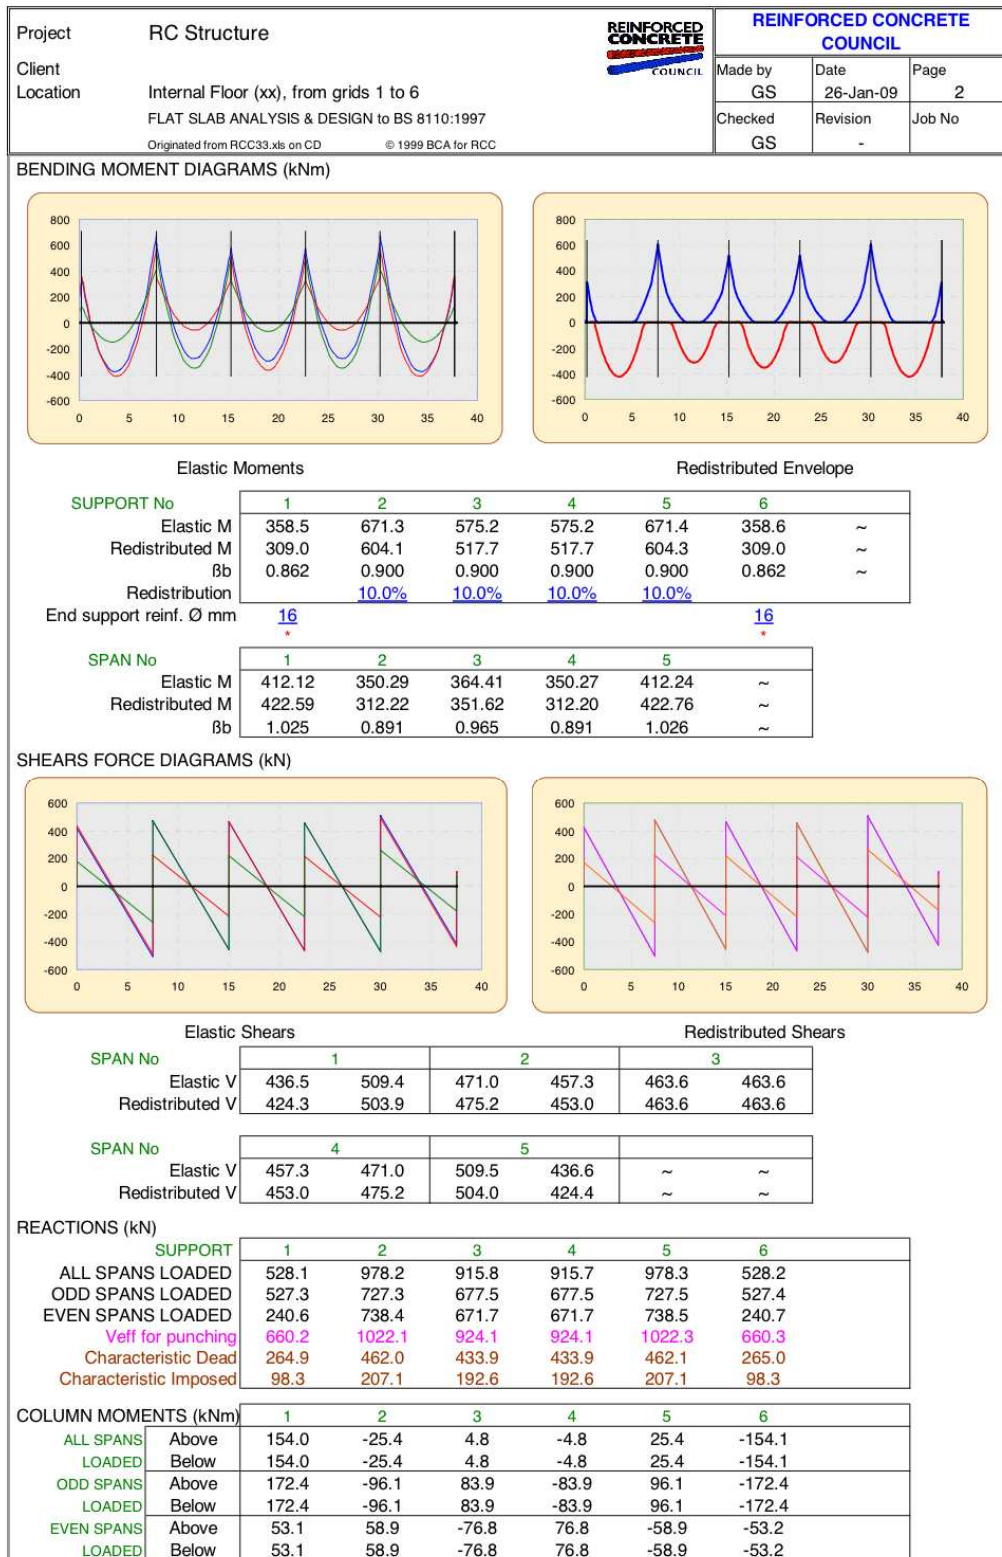 Project RC Structure
REINFORCED CONCRETE COUNCIL
REINFORCED CONCRETE COUNCIL
Client
Made by Date Page
Location Internal Floor (xx), from grids 1 to 6
GS 26-Jan-09 2
FLAT SLAB ANALYSIS & DESIGN to BS 8110:1997
Checked Revision Job No
Originated from RCC33.xls on CD © 1999 BCA for RCC
GS -
BENDING MOMENT DIAGRAMS (kNm)
800 600 400 200 0 -200 -400 -600
0 5 10 15 20 25 30 35 40
800 600 400 200 0 -200 -400 -600
0 5 10 15 20 25 30 35 40
Elastic Moments Redistributed Envelope
SUPPORT No 1 2 3 4 5 6
Elastic M 358.5 671.3 575.2 575.2 671.4 358.6 ~
Redistributed M 309.0 604.1 517.7 517.7 604.3 309.0 ~
ßb 0.862 0.900 0.900 0.900 0.900 0.862 ~
Redistribution 10.0% 10.0% 10.0% 10.0%
End support reinf. Ø mm 16 16
* *
SPAN No 1 2 3 4 5
Elastic M 412.12 350.29 364.41 350.27 412.24 ~
Redistributed M 422.59 312.22 351.62 312.20 422.76 ~
ßb 1.025 0.891 0.965 0.891 1.026 ~
SHEARS FORCE DIAGRAMS (kN)
600 400 200 0 -200 -400 -600
0 5 10 15 20 25 30 35 40
600 400 200 0 -200 -400 -600
0 5 10 15 20 25 30 35 40
Elastic Shears Redistributed Shears
SPAN No 1 2 3
Elastic V 436.5 509.4 471.0 457.3 463.6 463.6
Redistributed V 424.3 503.9 475.2 453.0 463.6 463.6
SPAN No 4 5
Elastic V 457.3 471.0 509.5 436.6 ~ ~
Redistributed V 453.0 475.2 504.0 424.4 ~ ~
REACTIONS (kN)
SUPPORT 1 2 3 4 5 6
ALL SPANS LOADED 528.1 978.2 915.8 915.7 978.3 528.2
ODD SPANS LOADED 527.3 727.3 677.5 677.5 727.5 527.4
EVEN SPANS LOADED 240.6 738.4 671.7 671.7 738.5 240.7
Veff for punching 660.2 1022.1 924.1 924.1 1022.3 660.3
Characteristic Dead 264.9 462.0 433.9 433.9 462.1 265.0
Characteristic Imposed 98.3 207.1 192.6 192.6 207.1 98.3
COLUMN MOMENTS (kNm) 1 2 3 4 5 6
ALL SPANS Above 154.0 -25.4 4.8 -4.8 25.4 -154.1
LOADED Below 154.0 -25.4 4.8 -4.8 25.4 -154.1
ODD SPANS Above 172.4 -96.1 83.9 -83.9 96.1 -172.4
LOADED Below 172.4 -96.1 83.9 -83.9 96.1 -172.4
EVEN SPANS Above 53.1 58.9 -76.8 76.8 -58.9 -53.2
LOADED Below 53.1 58.9 -76.8 76.8 -58.9 -53.2